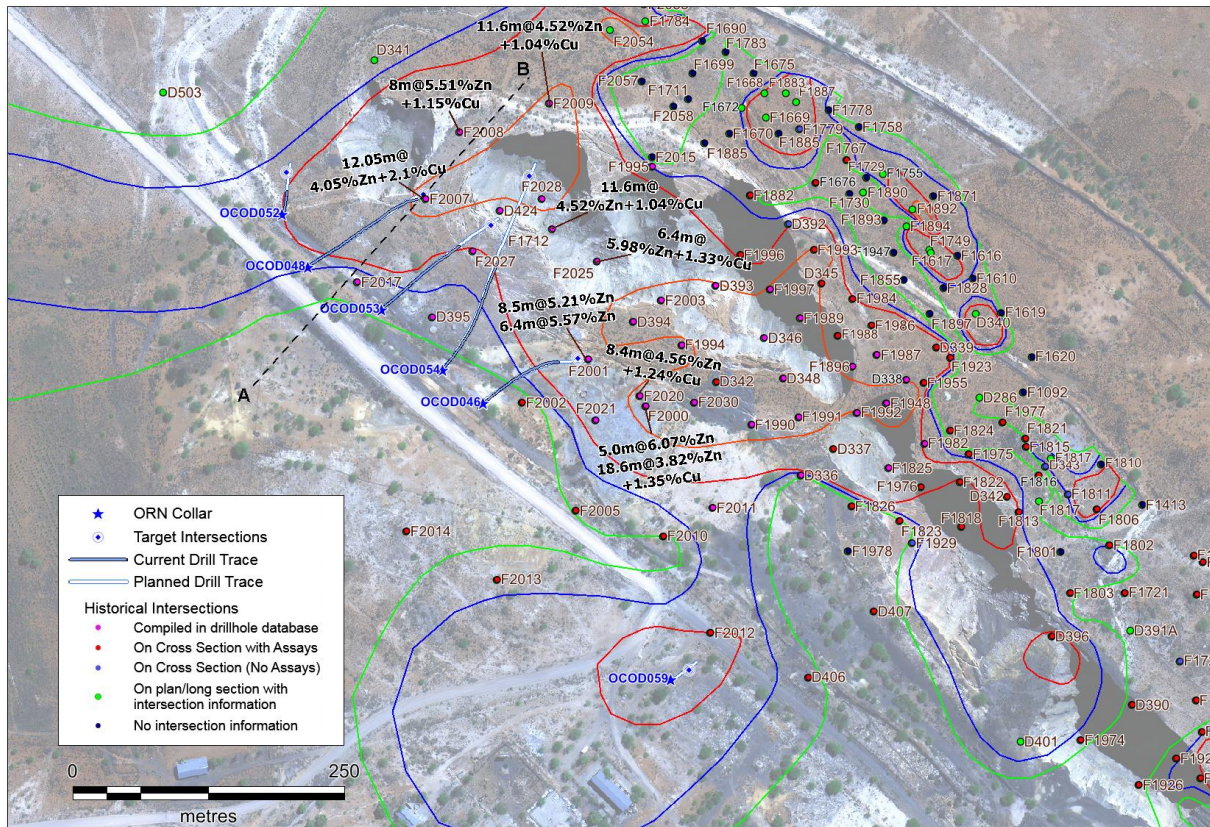 F1784
F1690
11.6m@4.52%Zn
+1.04%Cu
F2054
F1783
D341
B
F1699
F1675
8m@5.51%Zn
+1.15%Cu
F2057
F1668
F1883
F1887
D503
F1711
F2009
F2058
F1672
F1669
F1778
F2008
F1670
F1885
F1779
F1758
F1885
12.05m@
4.05%Zn+2.1%Cu
F2015
F1995
F1767
F1729
F1755
F2028
11.6m@
4.52%Zn+1.04%Cu
F1676
F2007
F1882
F1730
F1890
F1871
OCOD052
D424
F1892
D392
F1893
F1894
F1712
6.4m@
5.98%Zn+1.33%Cu
F1749
F2027
F1996
F1993
F1947
F1617
F1616
OCOD048
F2025
F2017
D393
F1997
D345
F1855
F1828
F1610
F2003
F1984
OCOD053
D395
8.5m@5.21%Zn
6.4m@5.57%Zn
D394
F1989
F1986
F1897
D340
F1619
F1988
D346
F1994
D339
F1987
F1923
F1620
F2001
8.4m@4.56%Zn
+1.24%Cu
F1896
OCOD054
D348
D338
F1955
A
D342
OCOD046
F2002
F2020
F2030
F1948
D286
F1092
F2000
F2021
F1991
F1992
F1990
F1977
F1824
F1821
5.0m@6.07%Zn
18.6m@3.82%Zn
+1.35%Cu
D337
F1982
F1815
F1975
F1817
D343
F1810
F1825
D336
F1976
F1822
F1816
D342
F1811
ORN Collar
F2005
F2011
F1826
F1813
F1817
F1806
F1413
Target Intersections
F2014
F1823
F1818
F2010
Current Drill Trace
F1929
F1978
F1801
F1802
Planned Drill Trace
F2013
F1803
F1721
Historical Intersections
D407
Compiled in drillhole database
F2012
D391A
On Cross Section with Assays
D396
On Cross Section (No Assays)
OCOD059
D406
On plan/long section with
intersection information
D390
No intersection information
D401
F1974
0
250
F1926
metres